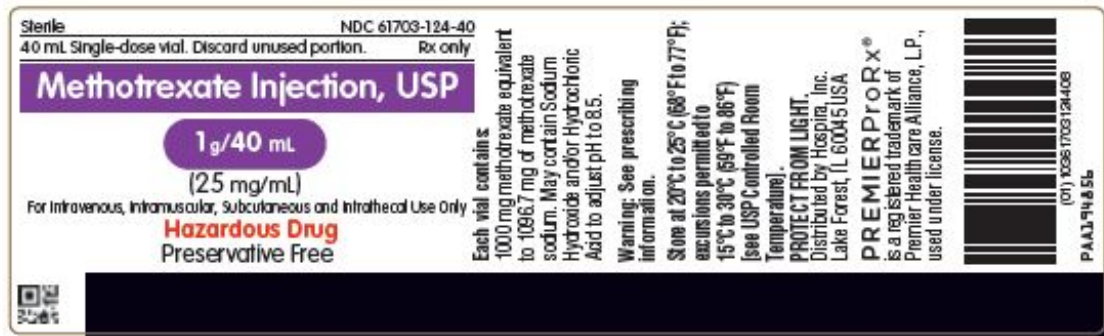 Sterile NDC 61703-124-40
40 mL Single-dose vial. Discard unused portion. Rx only
Methotrexate Injection, USP
1 g/40 mL
(25 mg/mL)
For Intravenous, Intramuscular, Subcutaneous and Intrathecal Use Only
Hazardous Drug
Preservative Free
Each vial contains:
1000 mg methotrexate equivalent
to 1096.7 mg of methotrexate
sodium. May contain Sodium
Hydroxide and/or Hydrochloric
Acid to adjust pH to 8.5.
Warning: See prescribing
information.
Store at 20°C to 25°C (68°F to 77°F);
excursions permitted to
15°C to 30°C (59°F to 86°F)
[see USP Controlled Room
Temperature].
PROTECT FROM LIGHT.
Distributed by Hospira, Inc.
Lake Forest, IL 60045 USA
PREMIERProRx®
is a registered trademark of
Premier Healthcare Alliance, L.P.,
used under license.
(01) 10361703124408
PAA194856